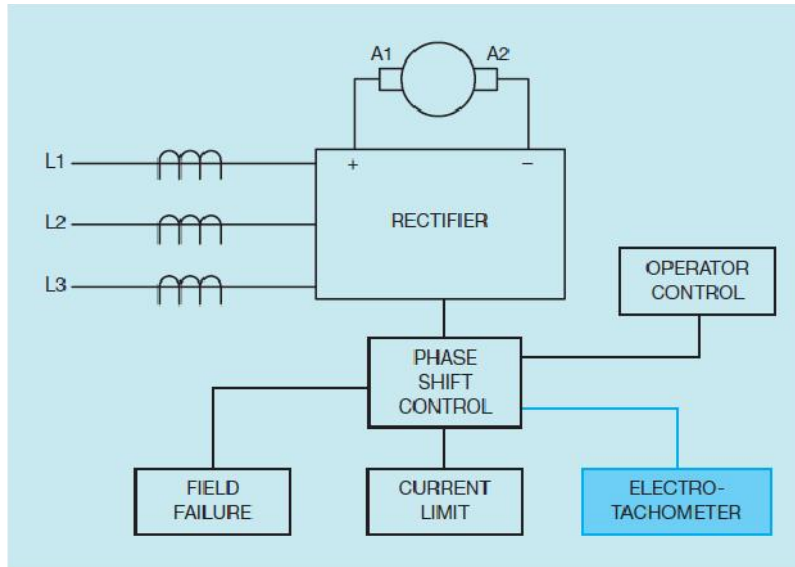 A1
A2
L1
+
−
L2
RECTIFIER
L3
OPERATOR
CONTROL
PHASE
SHIFT
CONTROL
FIELD
FAILURE
CURRENT
LIMIT
ELECTRO-
TACHOMETER